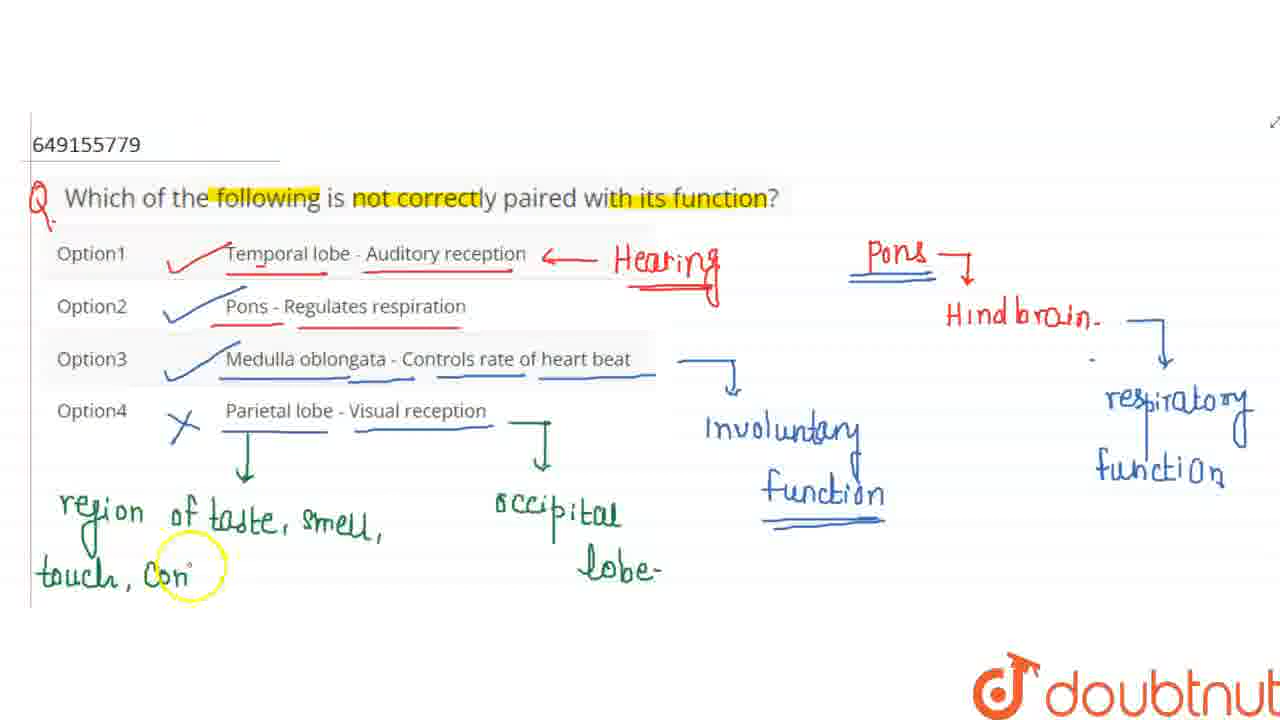 649155779
Q. Which of the following is not correctly paired with its function?
Option1 Temporal lobe - Auditory reception
Hearing
Option2 Pons - Regulates respiration
Option3 Medulla oblongata - Controls rate of heart beat
Option4 Parietal lobe - Visual reception
Pons
Hindbrain.
respiratory
function
involuntary
function
region of taste, smell,
touch, con
occipital
lobe
doubtnut